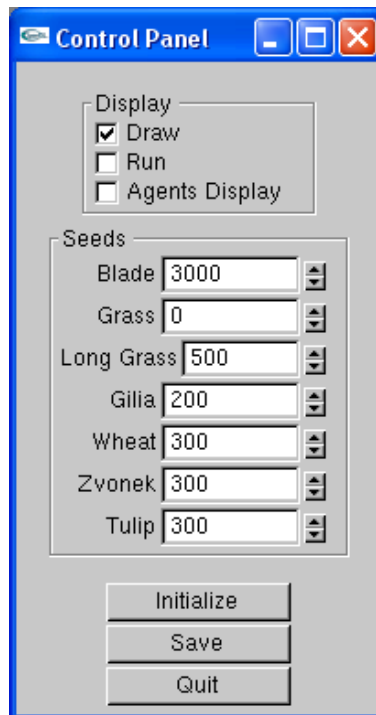 Control Panel
Display
Draw
Run
Agents Display
Seeds
Blade 3000
Grass 0
Long Grass 500
Gilia 200
Wheat 300
Zvonek 300
Tulip 300
Initialize
Save
Quit